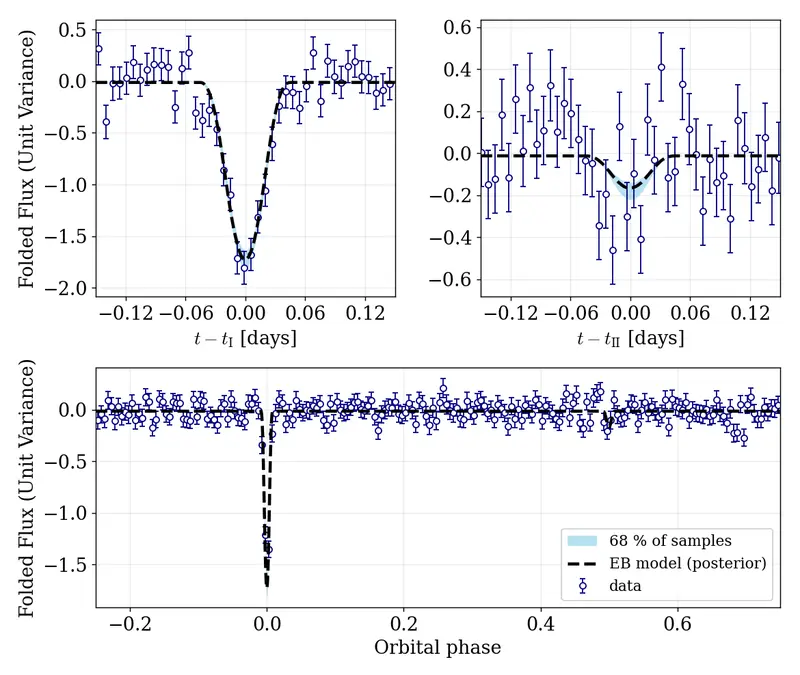 Folded Flux (Unit Variance)
0.5
0.0
−0.5
−1.0
−1.5
−2.0
−0.12 −0.06 0.00 0.06 0.12
t − t_I [days]
0.6
0.4
0.2
0.0
−0.2
−0.4
−0.6
−0.12 −0.06 0.00 0.06 0.12
t − t_II [days]
Folded Flux (Unit Variance)
0.0
−0.5
−1.0
−1.5
68 % of samples
EB model (posterior)
data
−0.2 0.0 0.2 0.4 0.6
Orbital phase